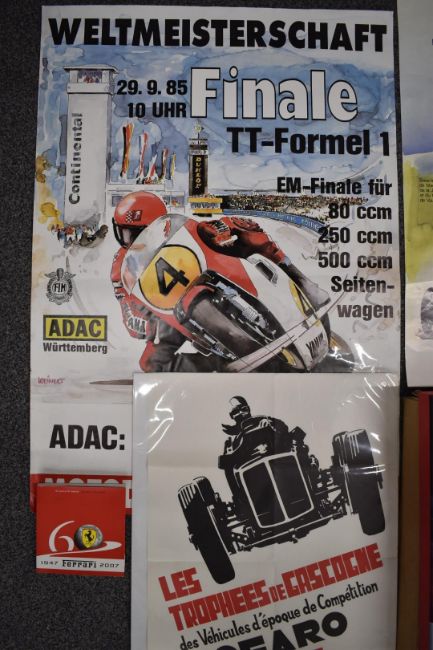 WELTMEISTERSCHAFT
29. 9. 85
10 UHR
Finale
TT-Formel 1
EM-Finale für
80 ccm
250 ccm
500 ccm
Seiten-
wagen
Continental
DUNLOP
4
FIM
ADAC
Württemberg
ADAC:
60
1947 Ferrari 2007
LES
TROPHEES DE GASCOGNE
des Véhicules d'époque de Compétition